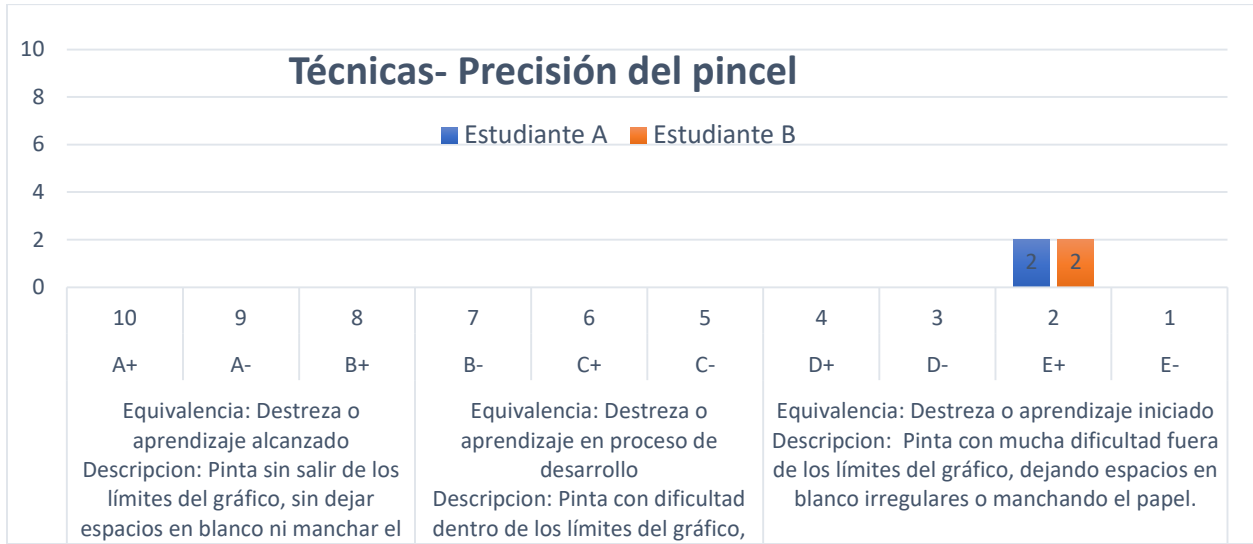 Técnicas- Precisión del pincel
Estudiante A Estudiante B
10
8
6
4
2
0
2 2
10 9 8 7 6 5 4 3 2 1
A+ A- B+ B- C+ C- D+ D- E+ E-
Equivalencia: Destreza o
aprendizaje alcanzado
Descripcion: Pinta sin salir de los
límites del gráfico, sin dejar
espacios en blanco ni manchar el
Equivalencia: Destreza o
aprendizaje en proceso de
desarrollo
Descripcion: Pinta con dificultad
dentro de los límites del gráfico,
Equivalencia: Destreza o aprendizaje iniciado
Descripcion:  Pinta con mucha dificultad fuera
de los límites del gráfico, dejando espacios en
blanco irregulares o manchando el papel.